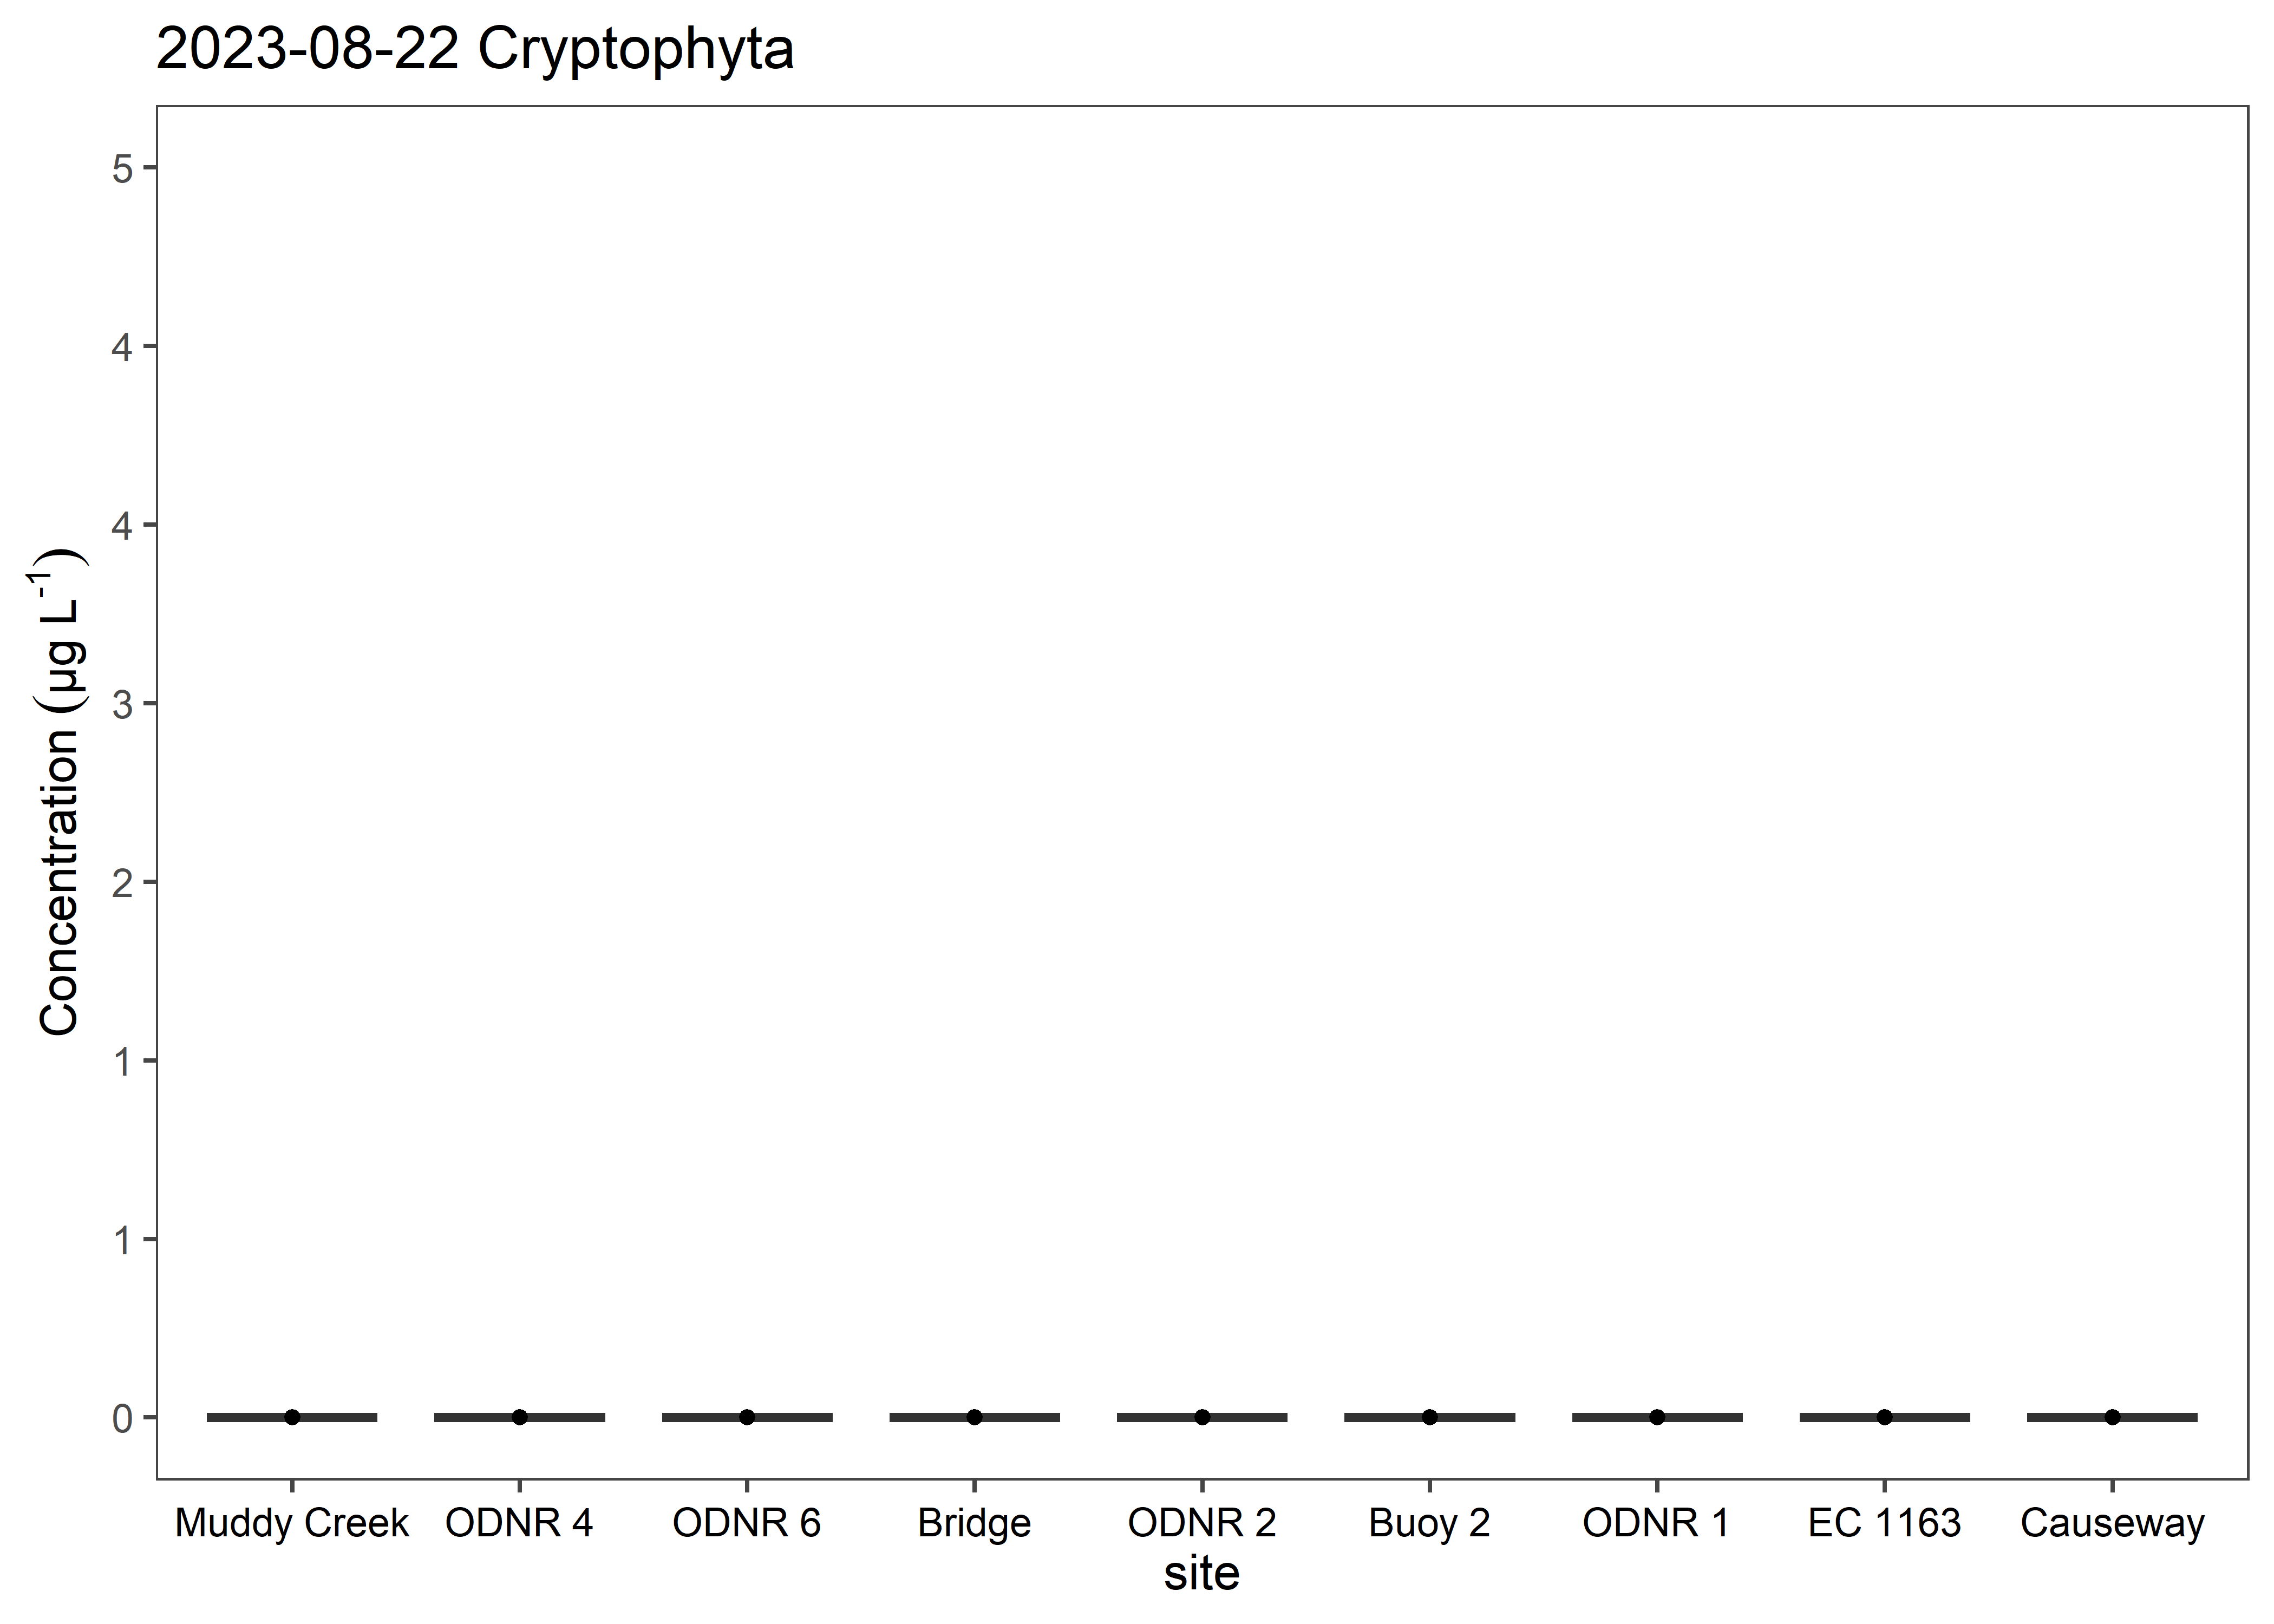 2023-08-22 Cryptophyta
Concentration (µg L-1)
5
4
4
3
2
1
1
0
Muddy Creek ODNR 4 ODNR 6 Bridge ODNR 2 Buoy 2 ODNR 1 EC 1163 Causeway
site